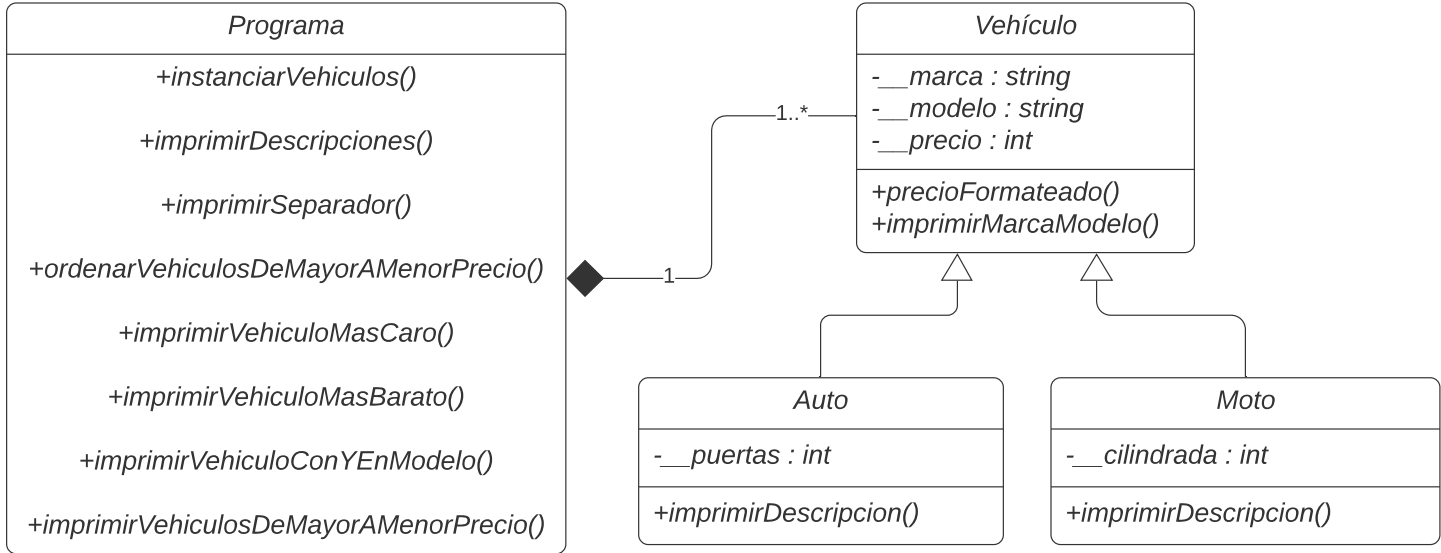 Programa
+instanciarVehiculos()
+imprimirDescripciones()
+imprimirSeparador()
+ordenarVehiculosDeMayorAMenorPrecio()
+imprimirVehiculoMasCaro()
+imprimirVehiculoMasBarato()
+imprimirVehiculoConYEnModelo()
+imprimirVehiculosDeMayorAMenorPrecio()
1
1..*
Vehículo
-__marca : string
-__modelo : string
-__precio : int
+precioFormateado()
+imprimirMarcaModelo()
Auto
-__puertas : int
+imprimirDescripcion()
Moto
-__cilindrada : int
+imprimirDescripcion()